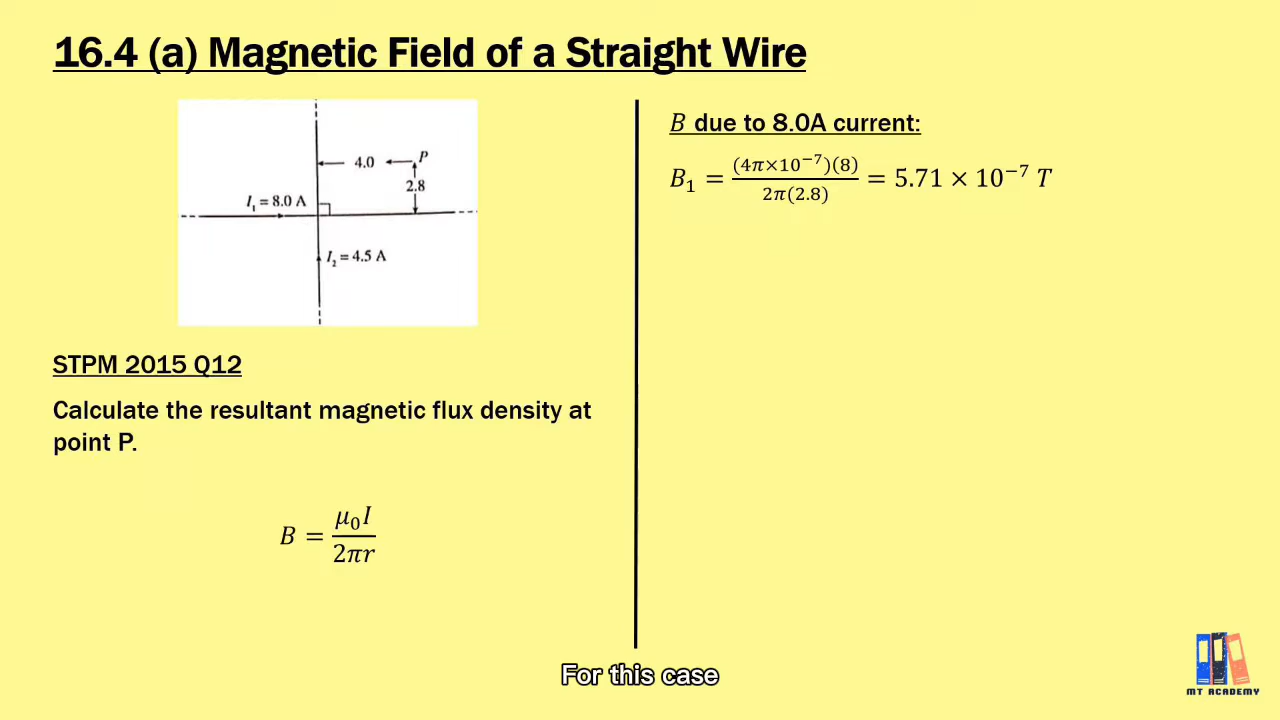 16.4 (a) Magnetic Field of a Straight Wire
4.0
P
2.8
I₁ = 8.0 A
I₂ = 4.5 A
STPM 2015 Q12
Calculate the resultant magnetic flux density at
point P.
B = μ₀I / 2πr
B due to 8.0A current:
B₁ = (4π×10⁻⁷)(8) / 2π(2.8) = 5.71 × 10⁻⁷ T
For this case
MT ACADEMY